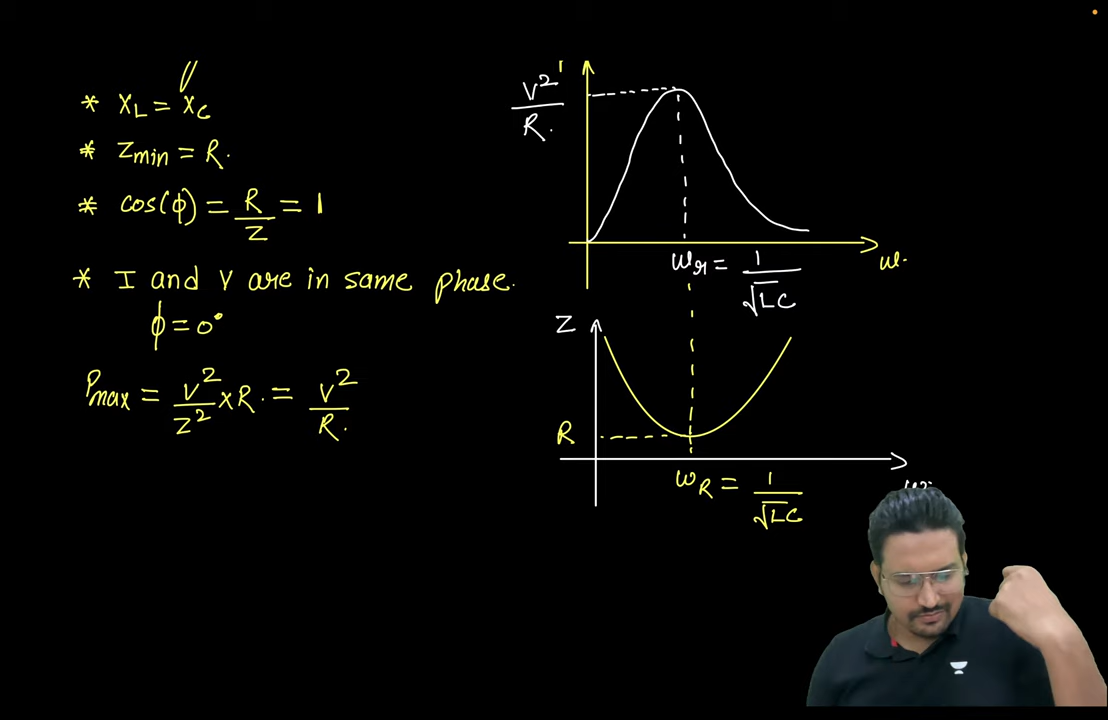 * X_L = X_C
* Z_min = R.
* cos(ϕ) = R/Z = 1
* I and V are in same phase.
ϕ = 0°
P_max = V²/Z² × R. = V²/R.
V²/R.
ω_r = 1/√LC
ω.
Z
R
ω_R = 1/√LC